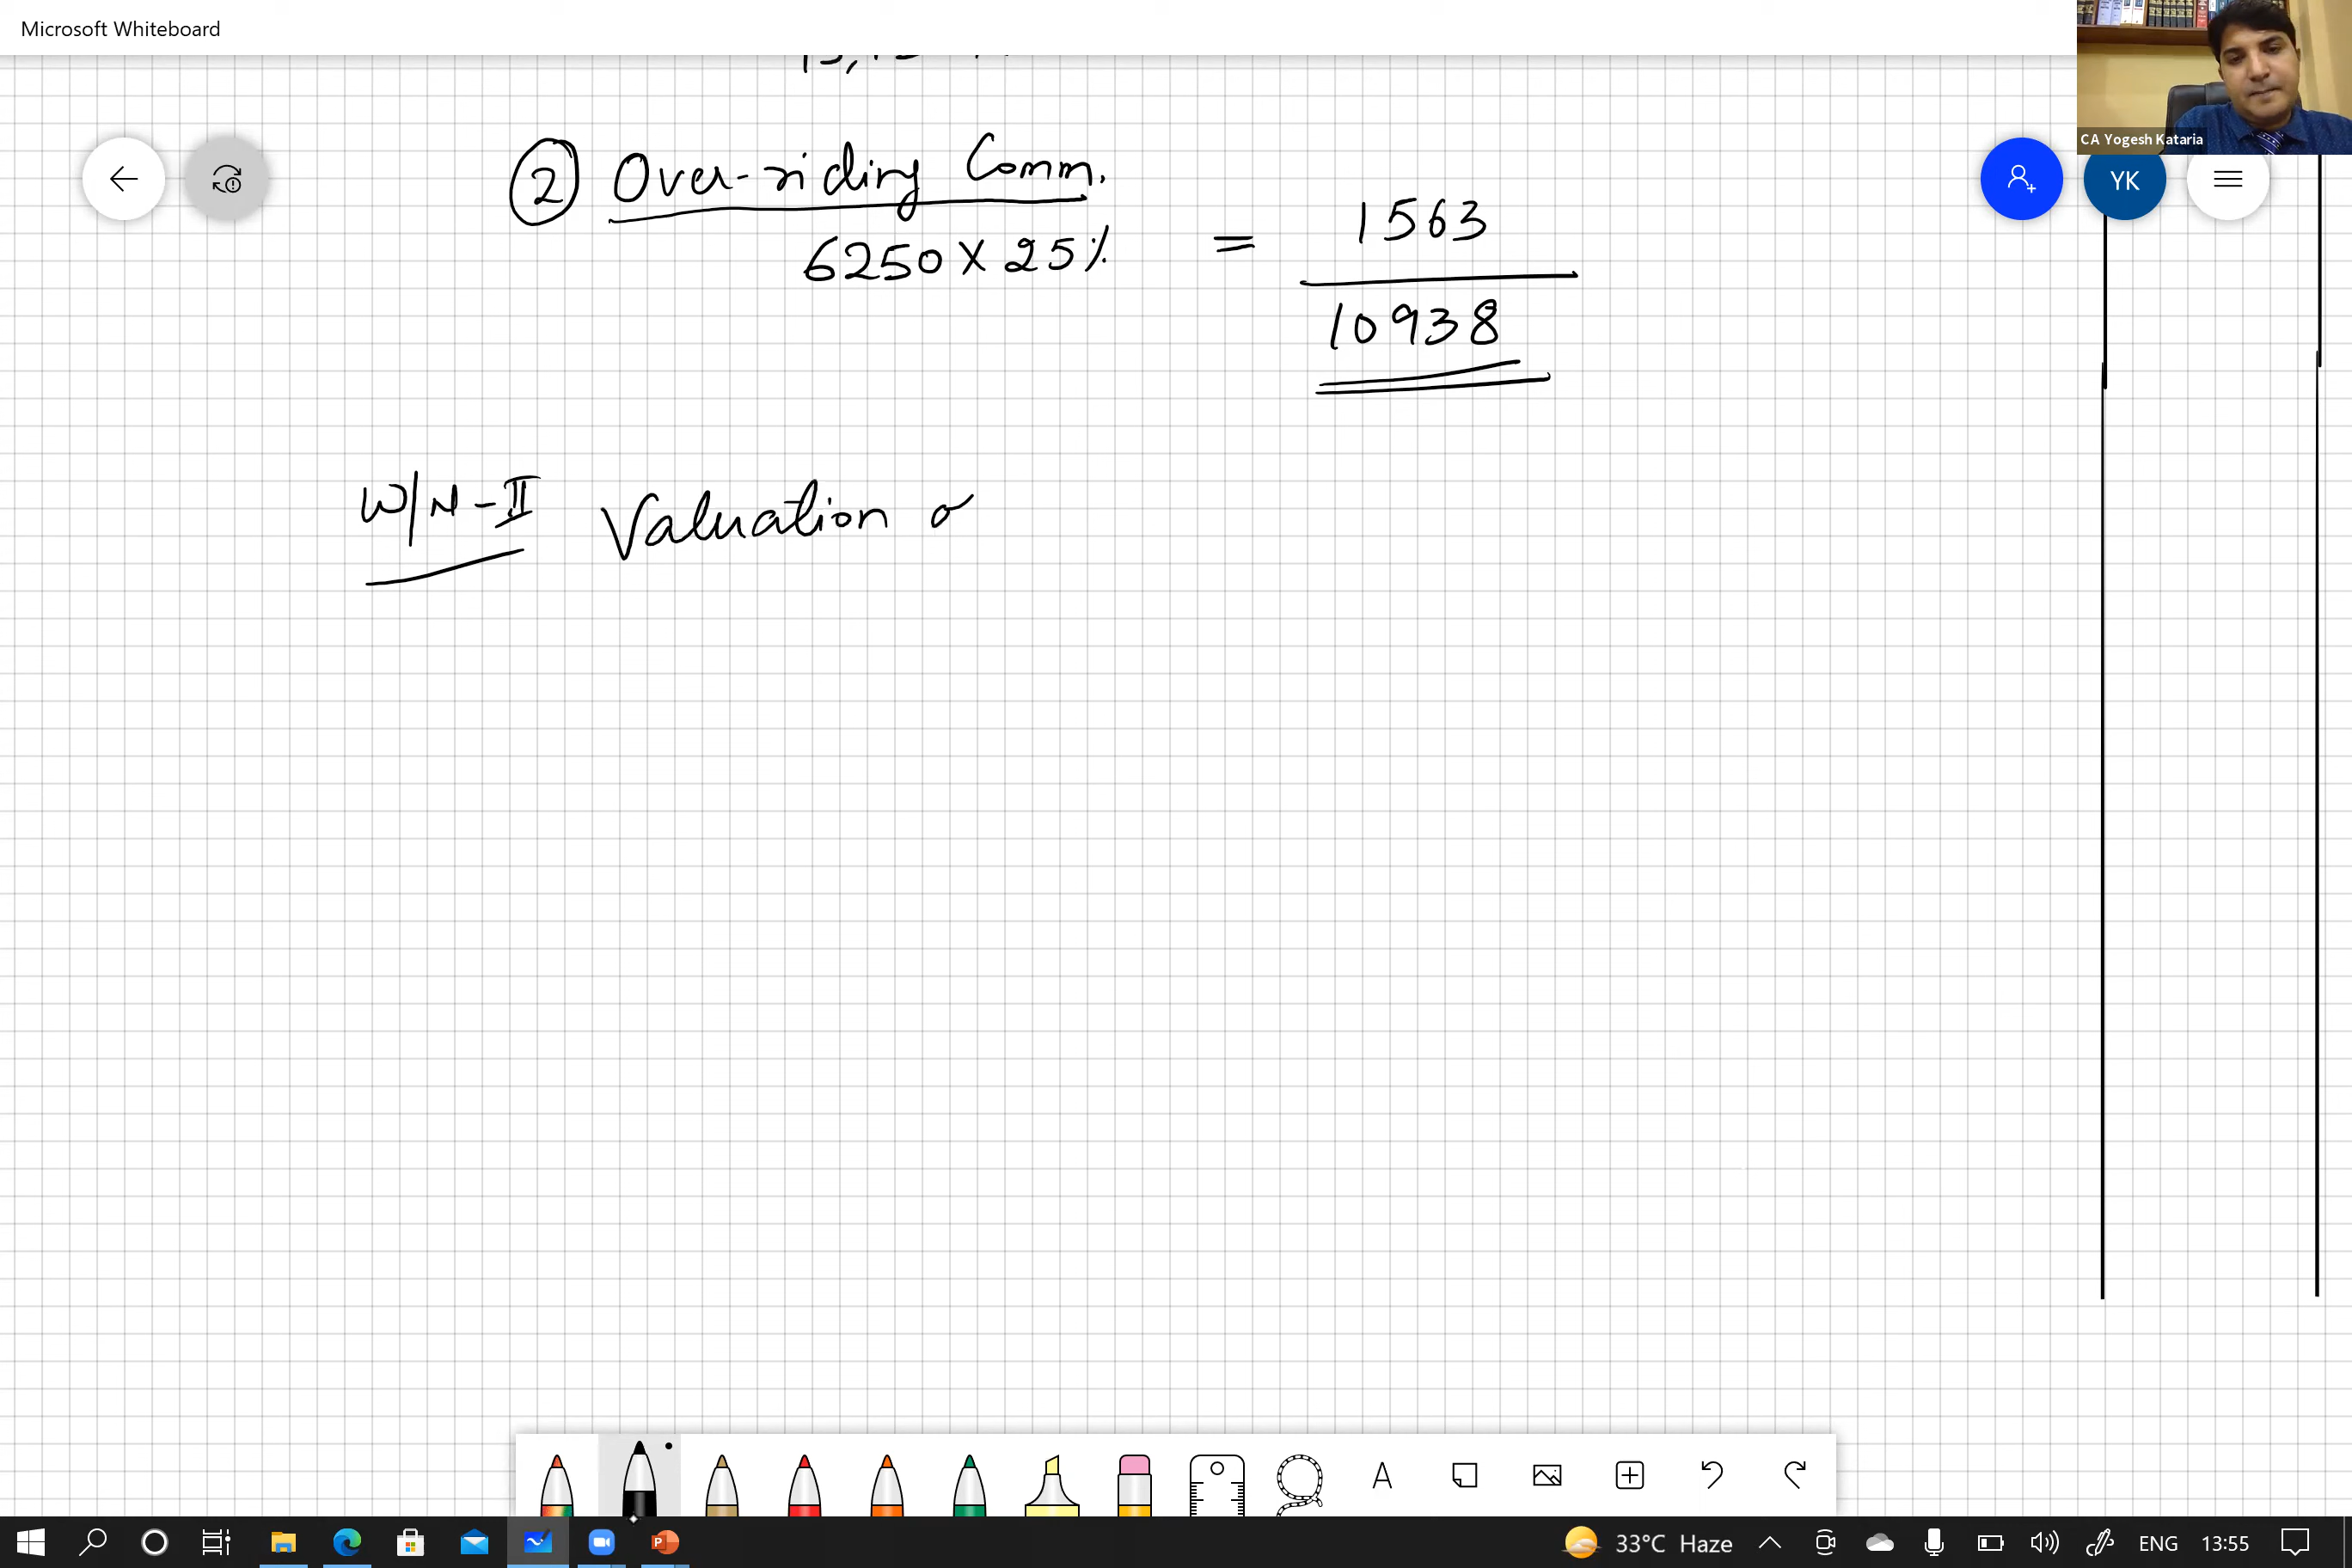 Microsoft Whiteboard
CA Yogesh Kataria
YK
2 Over-riding Comm.
6250 X 25% = 1563
10938
W/N-II Valuation o
A
P
33°C Haze
ENG
13:55